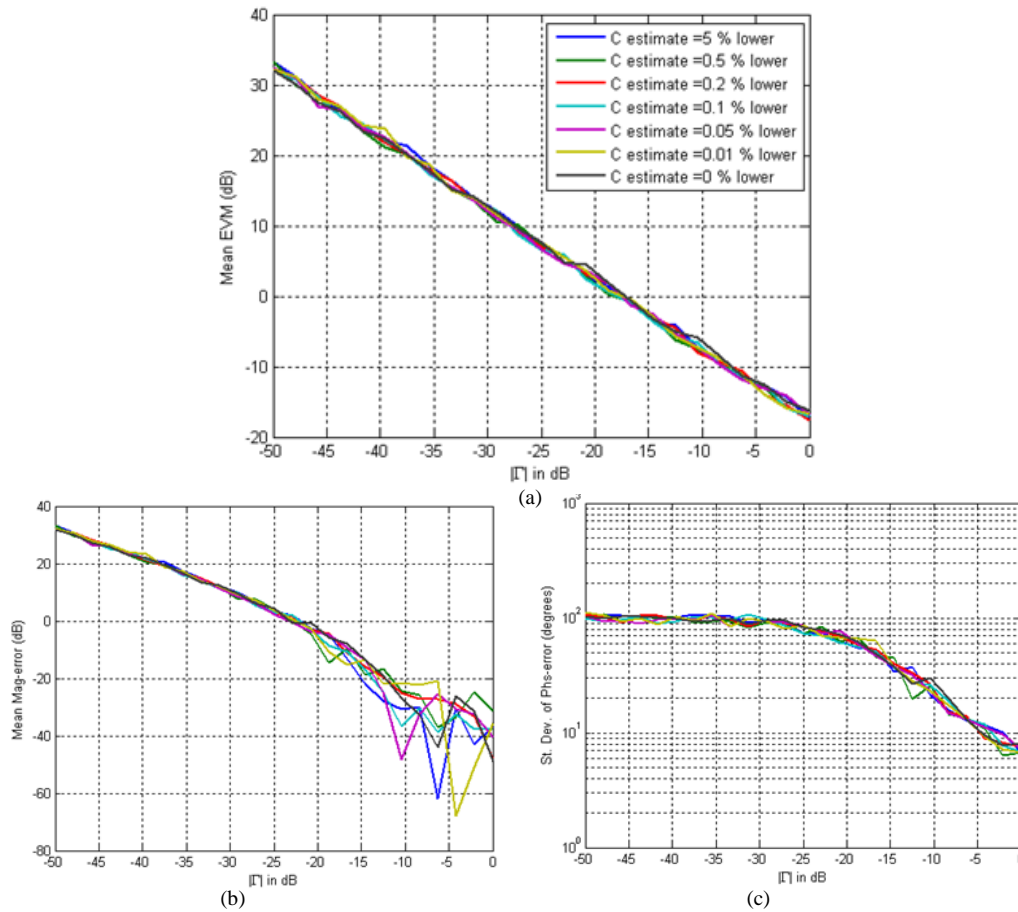 40
30
20
10
0
-10
-20
Mean EVM (dB)
C estimate =5 % lower
C estimate =0.5 % lower
C estimate =0.2 % lower
C estimate =0.1 % lower
C estimate =0.05 % lower
C estimate =0.01 % lower
C estimate =0 % lower
-50 -45 -40 -35 -30 -25 -20 -15 -10 -5 0
|Γ| in dB
(a)
40
20
0
-20
-40
-60
-80
Mean Mag-error (dB)
-50 -45 -40 -35 -30 -25 -20 -15 -10 -5 0
|Γ| in dB
(b)
10³
10²
10¹
10⁰
St. Dev. of Phs-error (degrees)
-50 -45 -40 -35 -30 -25 -20 -15 -10 -5
|Γ| in dB
(c)